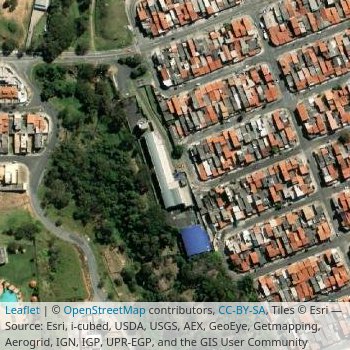 Leaflet | © OpenStreetMap contributors, CC-BY-SA, Tiles © Esri —
Source: Esri, i-cubed, USDA, USGS, AEX, GeoEye, Getmapping,
Aerogrid, IGN, IGP, UPR-EGP, and the GIS User Community